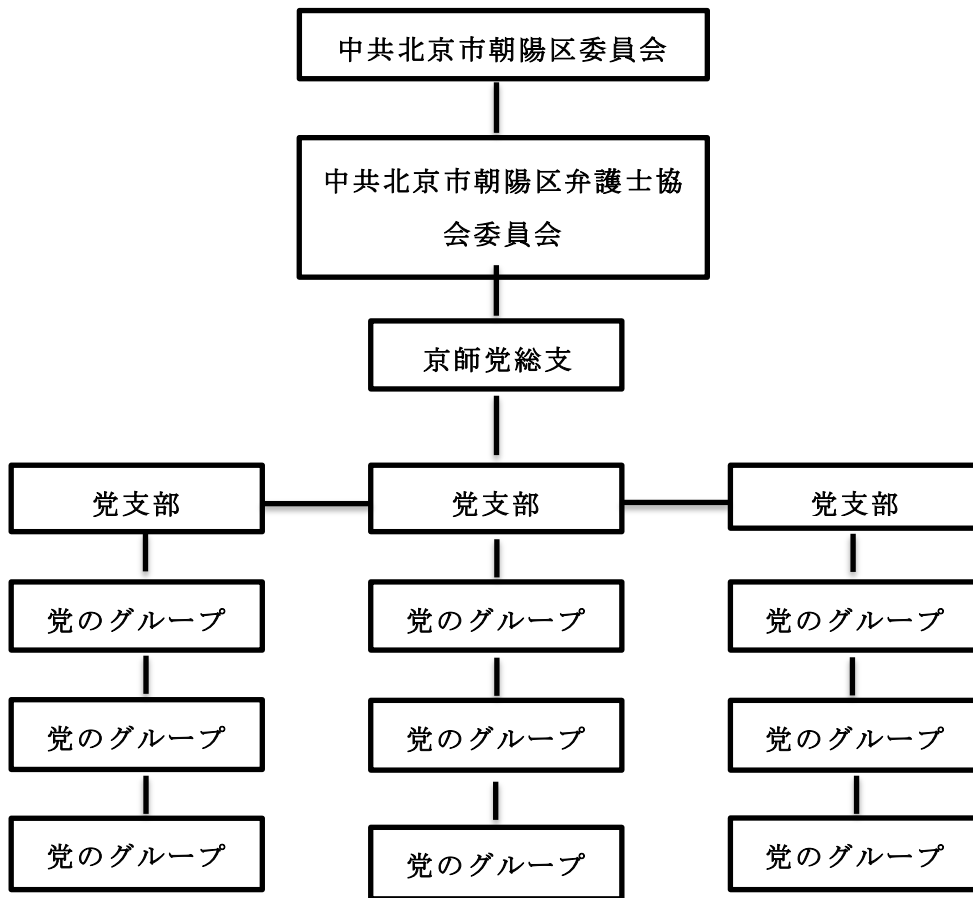 中共北京市朝陽区委員会
中共北京市朝陽区弁護士協
会委員会
京師党総支
党支部
党支部
党支部
党のグループ
党のグループ
党のグループ
党のグループ
党のグループ
党のグループ
党のグループ
党のグループ
党のグループ